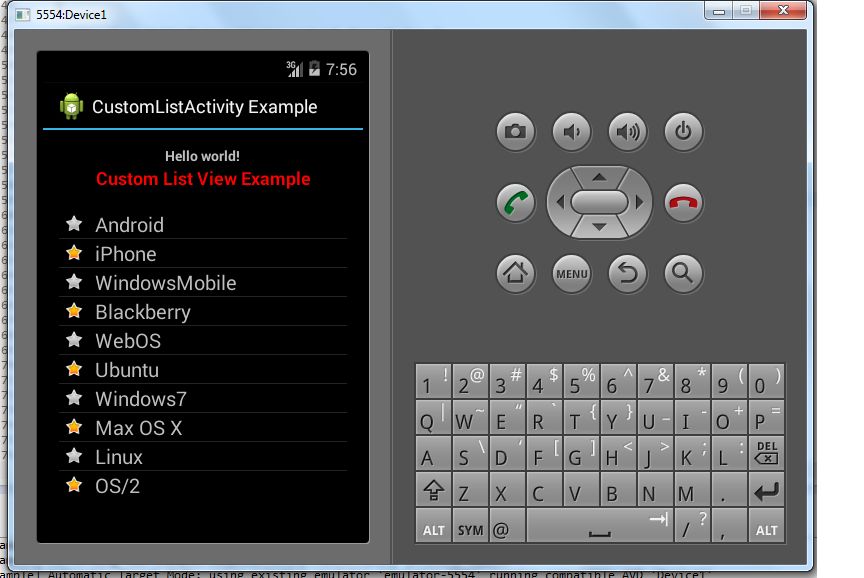 5554:Device1
3G 7:56
CustomListActivity Example
Hello world!
Custom List View Example
Android
iPhone
WindowsMobile
Blackberry
WebOS
Ubuntu
Windows7
Max OS X
Linux
OS/2
MENU
1 ! 2 @ 3 # 4 $ 5 % 6 ^ 7 & 8 * 9 ( 0 )
Q | W ~ E " R ` T { Y } U _ I - O + P =
A S \ D ' F [ G ] H < J > K ; L : DEL
Z X C V B N M .
ALT SYM @ / ? , ALT
Automatic Target Mode: using existing emulator 'emulator-5554' running compatible AVD 'Device1'